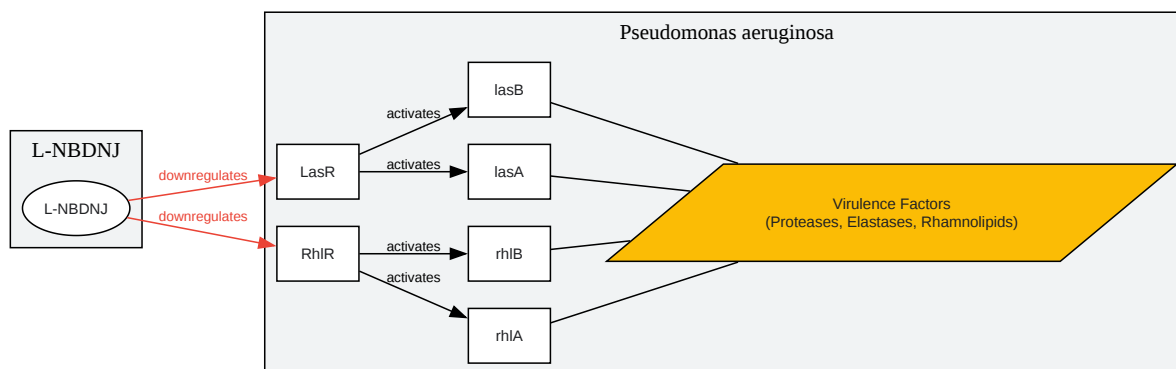 Pseudomonas aeruginosa
L-NBDNJ
L-NBDNJ
downregulates
downregulates
LasR
RhlR
activates
activates
activates
activates
lasB
lasA
rhlB
rhlA
Virulence Factors
(Proteases, Elastases, Rhamnolipids)